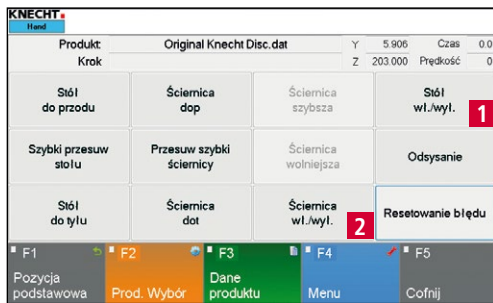 KNECHT
Hand
Produkt: Original Knecht Disc.dat Y 5.906 Czas 0.0
Krok Z 203.000 Prędkość 0
Stół
do przodu
Ściernica
dop
Ściernica
szybsza
Stół
wł./wył.
1
Szybki przesuw
stołu
Przesuw szybki
ściernicy
Ściernica
wolniejsza
Odsysanie
Stół
do tyłu
Ściernica
dot
Ściernica
wł./wył.
2
Resetowanie błędu
F1
Pozycja
podstawowa
F2
Prod. Wybór
F3
Dane
produktu
F4
Menu
F5
Cofnij